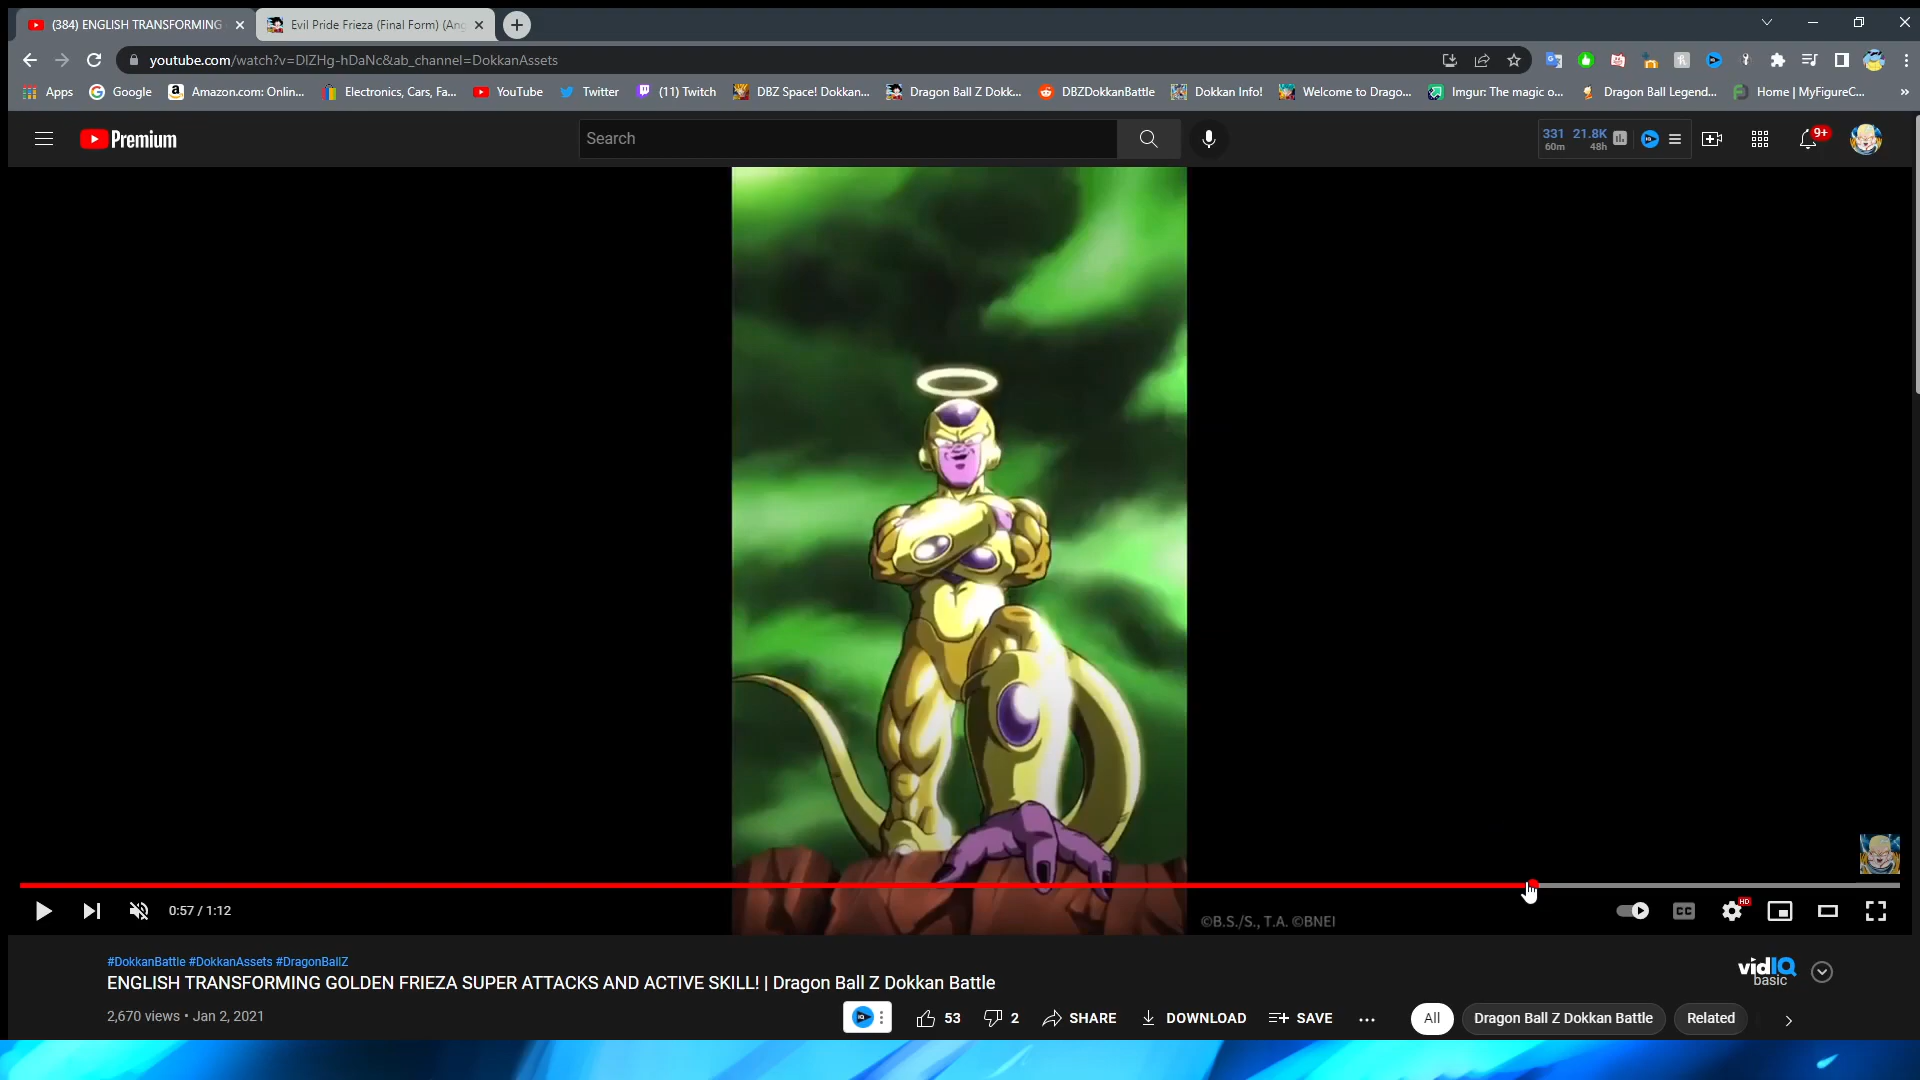 (384) ENGLISH TRANSFORMING
Evil Pride Frieza (Final Form) (Ang
youtube.com/watch?v=DlZHg-hDaNc&ab_channel=DokkanAssets
Apps
Google
Amazon.com: Onlin...
Electronics, Cars, Fa...
YouTube
Twitter
(11) Twitch
DBZ Space! Dokkan...
Dragon Ball Z Dokk...
DBZDokkanBattle
Dokkan Info!
Welcome to Drago...
Imgur: The magic o...
Dragon Ball Legend...
Home | MyFigureC...
»
Premium
Search
331 21.8K
60m 48h
9+
0:57 / 1:12
CC
HD
©B.S./S., T.A. ©BNEI
#DokkanBattle #DokkanAssets #DragonBallZ
ENGLISH TRANSFORMING GOLDEN FRIEZA SUPER ATTACKS AND ACTIVE SKILL! | Dragon Ball Z Dokkan Battle
vidIQ
basic
2,670 views • Jan 2, 2021
53
2
SHARE
DOWNLOAD
SAVE
All
Dragon Ball Z Dokkan Battle
Related